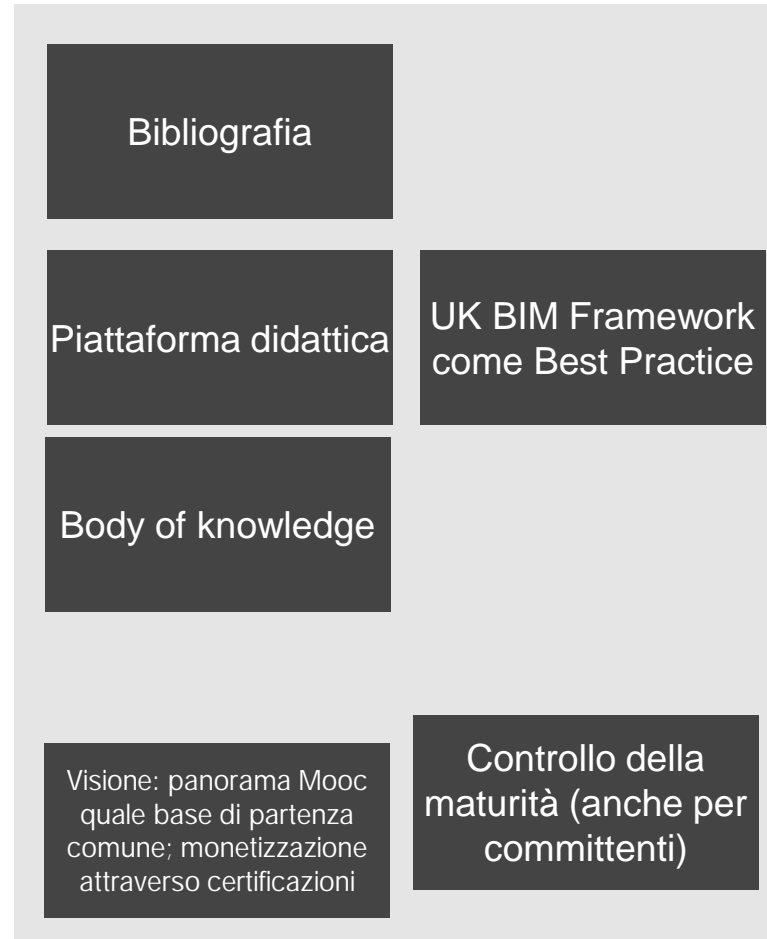 Bibliografia
Piattaforma didattica
UK BIM Framework
come Best Practice
Body of knowledge
Visione: panorama Mooc
quale base di partenza
comune; monetizzazione
attraverso certificazioni
Controllo della
maturità (anche per
committenti)